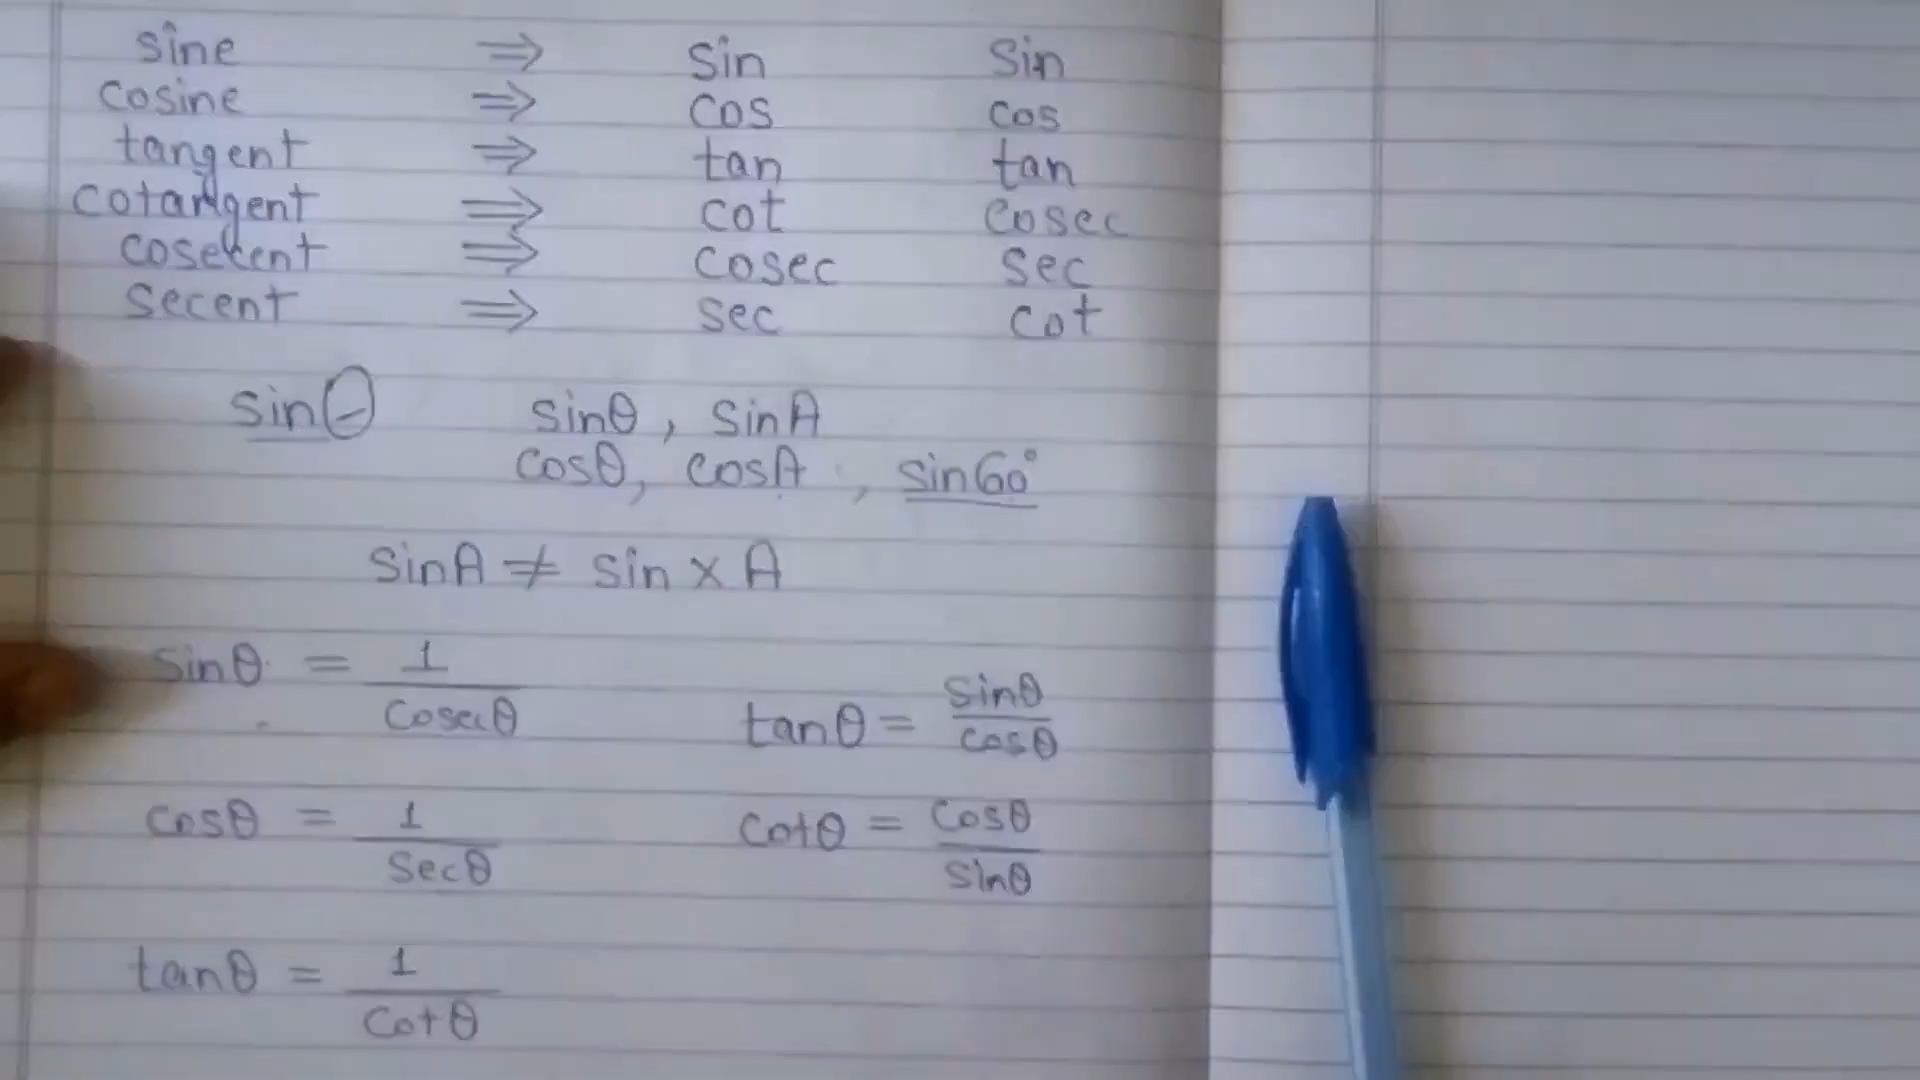 sine ⇒ sin sin
cosine ⇒ cos cos
tangent ⇒ tan tan
cotangent ⇒ cot cosec
cosecent ⇒ cosec sec
secent ⇒ sec cot
sinθ sinθ, sinA
cosθ, cosA, sin60°
sinA ≠ sin × A
sinθ = 1/cosecθ
tanθ = sinθ/cosθ
cosθ = 1/secθ
cotθ = cosθ/sinθ
tanθ = 1/cotθ